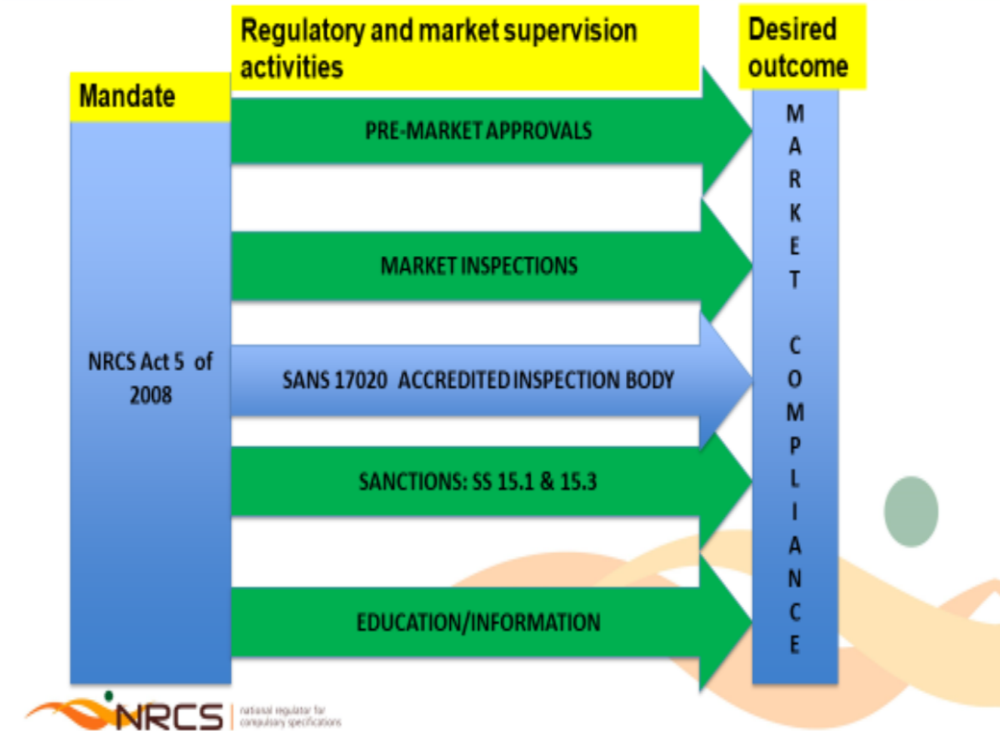 Regulatory and market supervision
activities
Desired
outcome
Mandate
PRE-MARKET APPROVALS
MARKET INSPECTIONS
NRCS Act 5 of
2008
SANS 17020 ACCREDITED INSPECTION BODY
SANCTIONS: SS 15.1 & 15.3
EDUCATION/INFORMATION
M
A
R
K
E
T
C
O
M
P
L
I
A
N
C
E
NRCS
national regulator for
compulsory specifications